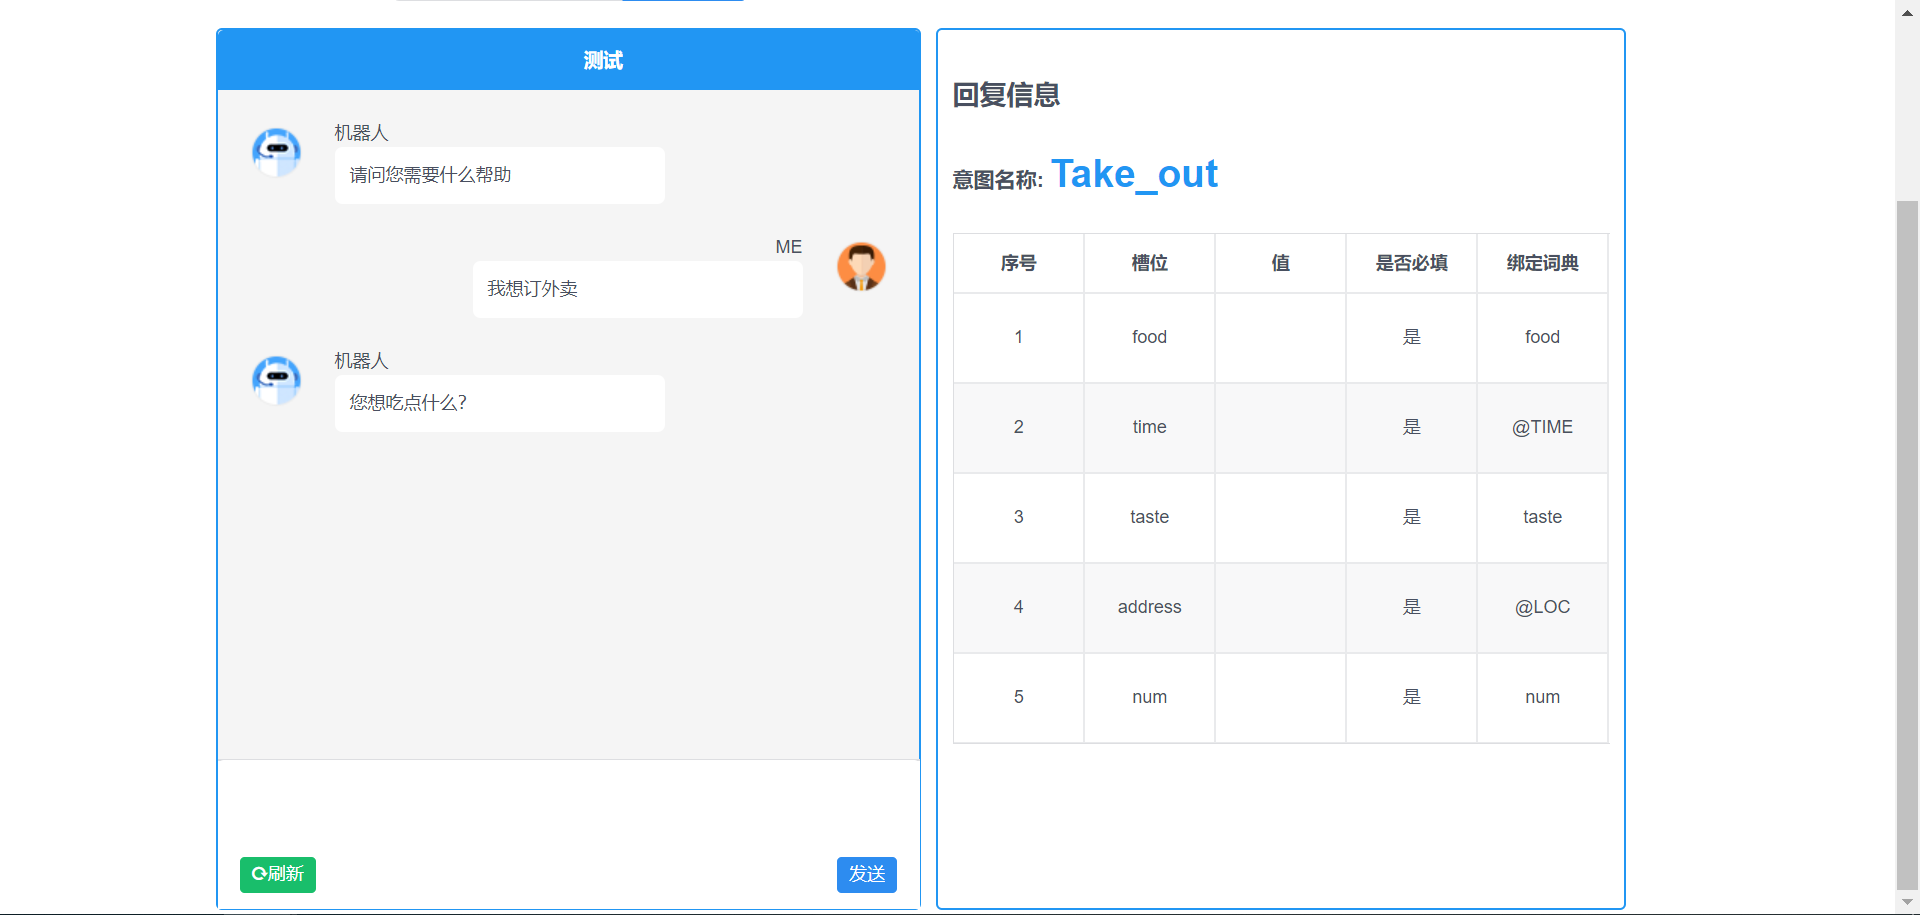 测试
机器人
请问您需要什么帮助
ME
我想订外卖
机器人
您想吃点什么?
刷新
发送
回复信息
意图名称: Take_out
序号 槽位 值 是否必填 绑定词典
1 food 是 food
2 time 是 @TIME
3 taste 是 taste
4 address 是 @LOC
5 num 是 num